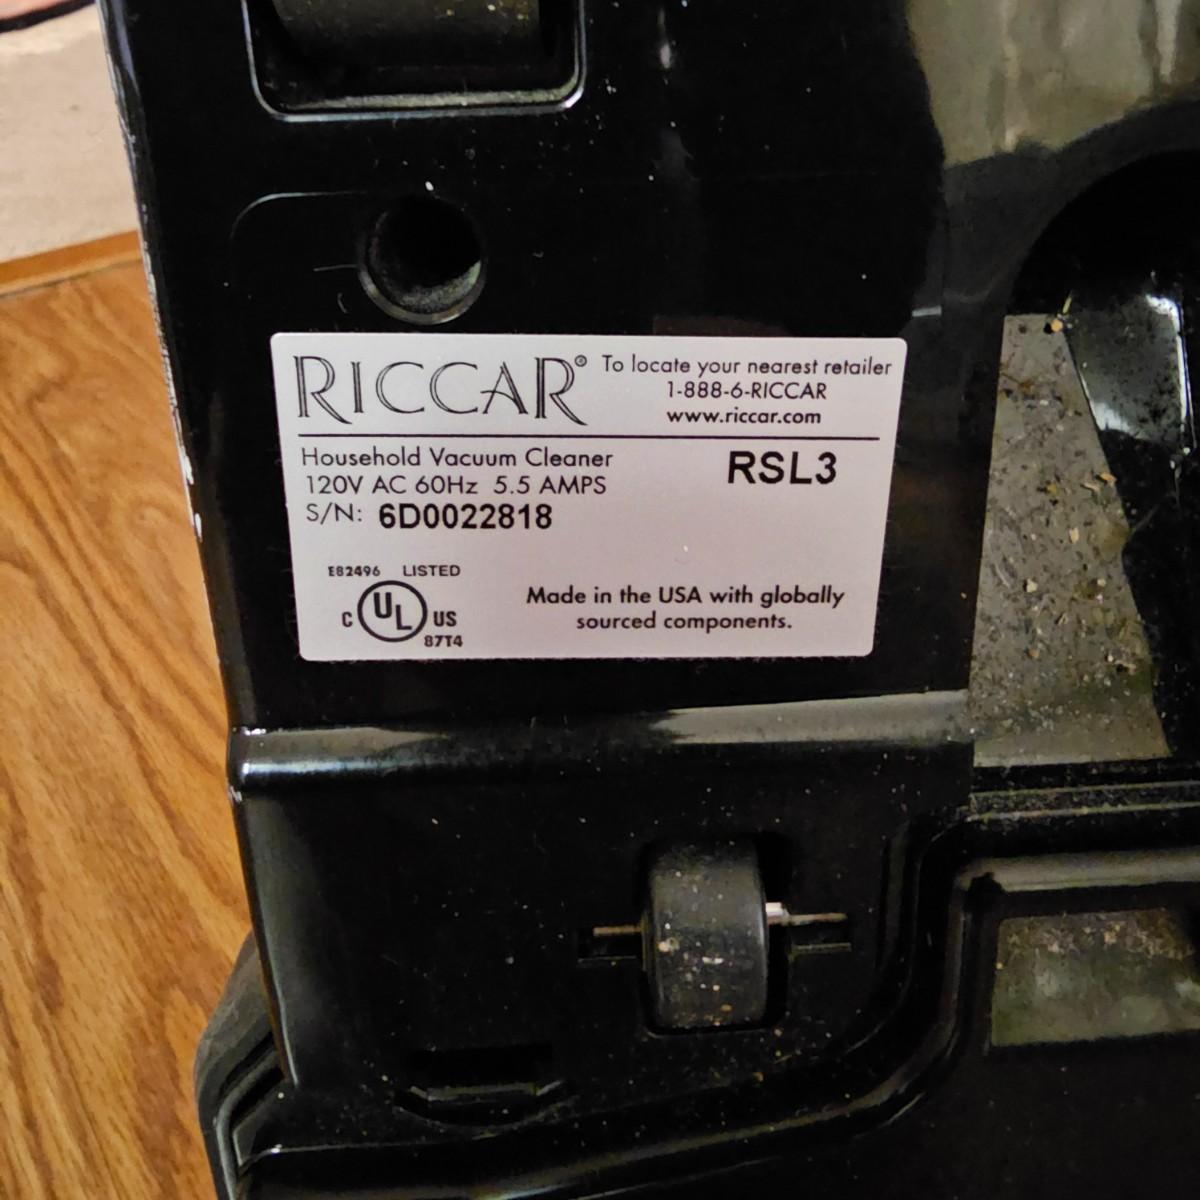 RICCAR®
To locate your nearest retailer
1-888-6-RICCAR
www.riccar.com
Household Vacuum Cleaner
120V AC 60Hz 5.5 AMPS
S/N: 6D0022818
RSL3
E82496 LISTED
C UL US
87T4
Made in the USA with globally
sourced components.